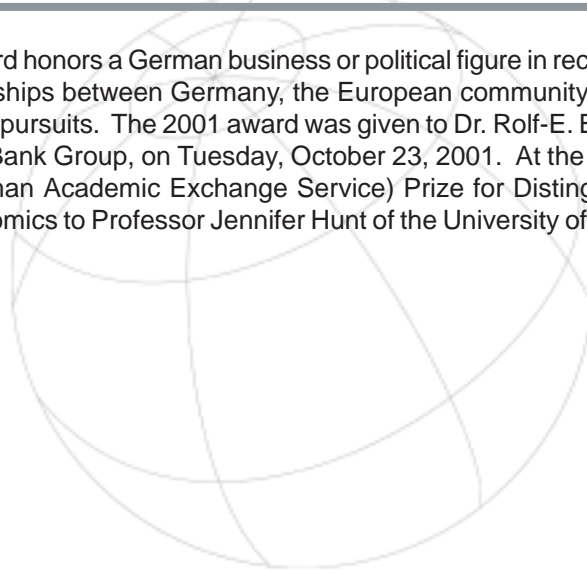 rd honors a German business or political figure in rec
ships between Germany, the European community
pursuits. The 2001 award was given to Dr. Rolf-E. B
Bank Group, on Tuesday, October 23, 2001. At the
nan Academic Exchange Service) Prize for Disting
omics to Professor Jennifer Hunt of the University of